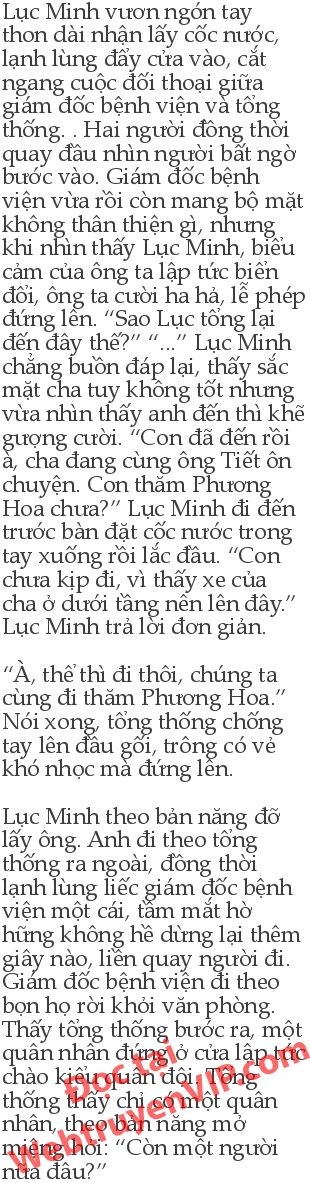 Lục Minh vươn ngón tay
thon dài nhận lấy cốc nước,
lạnh lùng đẩy cửa vào, cắt
ngang cuộc đối thoại giữa
giám đốc bệnh viện và tổng
thống. . Hai người đồng thời
quay đầu nhìn người bất ngờ
bước vào. Giám đốc bệnh
viện vừa rồi còn mang bộ mặt
không thân thiện gì, nhưng
khi nhìn thấy Lục Minh, biểu
cảm của ông ta lập tức biến
đổi, ông ta cười ha hả, lễ phép
đứng lên. “Sao Lục tổng lại
đến đây thế?” “...” Lục Minh
chẳng buồn đáp lại, thấy sắc
mặt cha tuy không tốt nhưng
vừa nhìn thấy anh đến thì khẽ
gượng cười. “Con đã đến rồi
à, cha đang cùng ông Tiết ôn
chuyện. Con thăm Phương
Hoa chưa?” Lục Minh đi đến
trước bàn đặt cốc nước trong
tay xuống rồi lắc đầu. “Con
chưa kịp đi, vì thấy xe của
cha ở dưới tầng nên lên đây.”
Lục Minh trả lời đơn giản.
“À, thế thì đi thôi, chúng ta
cùng đi thăm Phương Hoa.”
Nói xong, tổng thống chống
tay lên đầu gối, trông có vẻ
khó nhọc mà đứng lên.
Lục Minh theo bản năng đỡ
lấy ông. Anh đi theo tổng
thống ra ngoài, đồng thời
lạnh lùng liếc giám đốc bệnh
viện một cái, tầm mắt hờ
hững không hề dừng lại thêm
giây nào, liền quay người đi.
Giám đốc bệnh viện đi theo
bọn họ rời khỏi văn phòng.
Thấy tổng thống bước ra, một
quân nhân đứng ở cửa lập tức
chào kiểu quân đội. Tổng
thống thấy chỉ có một quân
nhân, theo bản năng mở
miệng hỏi: “Còn một người
nữa đâu?”
Đọc tại
WebtruyenVIP.com